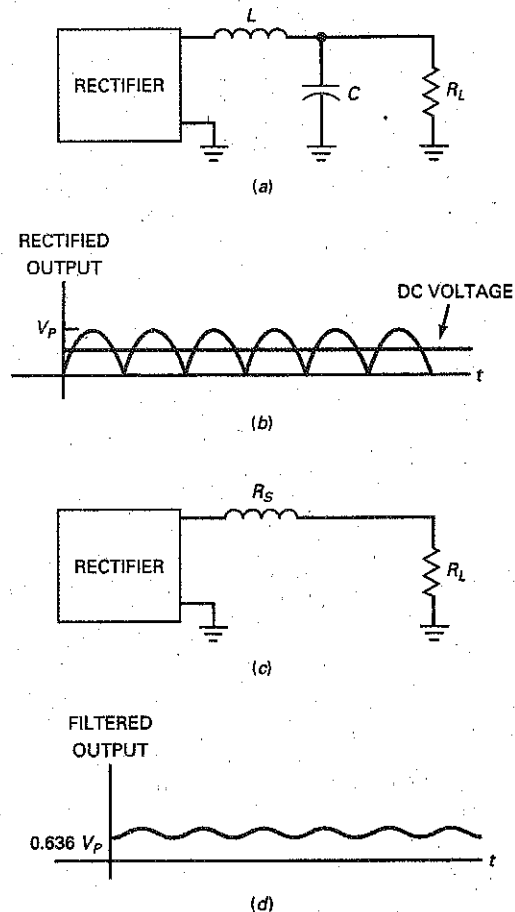 L
RECTIFIER
C
R_L
(a)
RECTIFIED
OUTPUT
DC VOLTAGE
V_P
t
(b)
R_S
RECTIFIER
R_L
(c)
FILTERED
OUTPUT
0.636 V_P
t
(d)